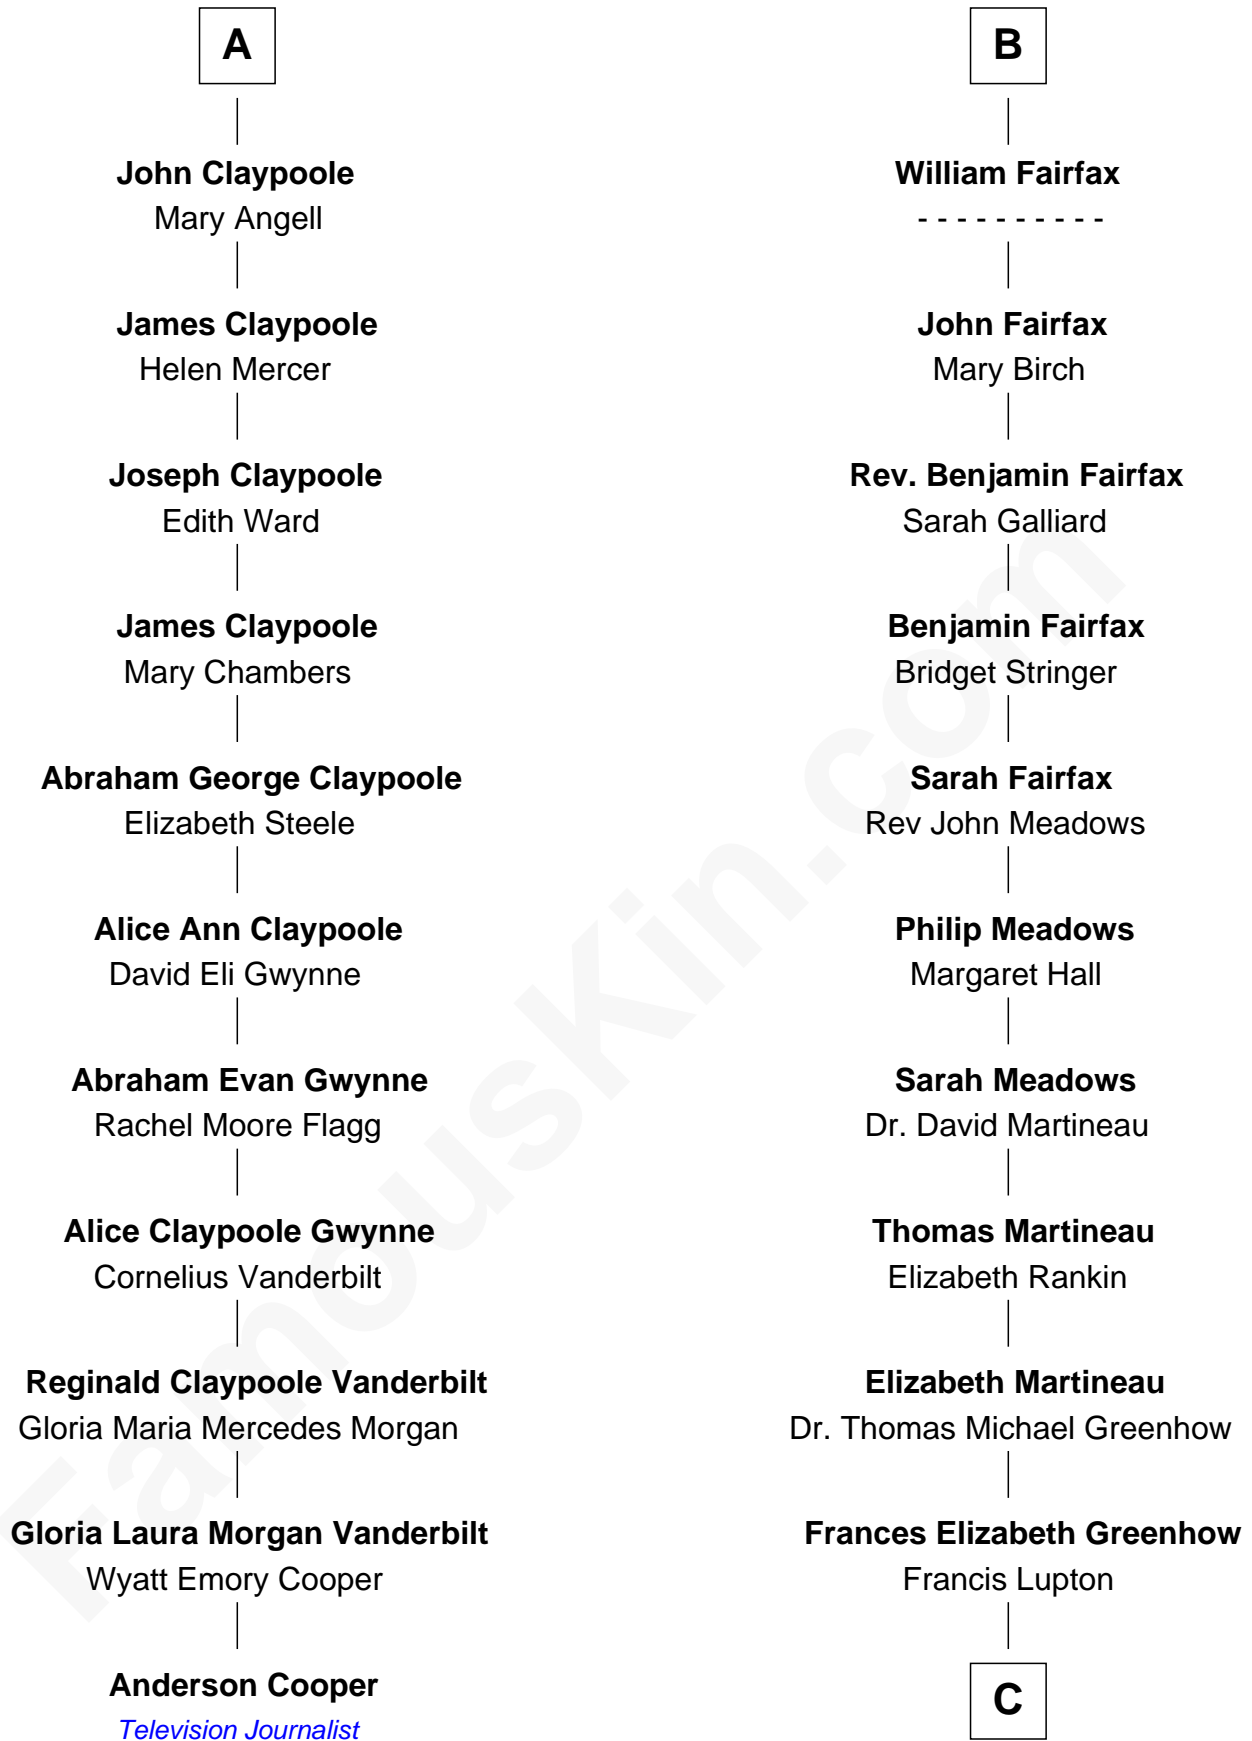 A
John Claypoole
Mary Angell
James Claypoole
Helen Mercer
Joseph Claypoole
Edith Ward
James Claypoole
Mary Chambers
Abraham George Claypoole
Elizabeth Steele
Alice Ann Claypoole
David Eli Gwynne
Abraham Evan Gwynne
Rachel Moore Flagg
Alice Claypoole Gwynne
Cornelius Vanderbilt
Reginald Claypoole Vanderbilt
Gloria Maria Mercedes Morgan
Gloria Laura Morgan Vanderbilt
Wyatt Emory Cooper
Anderson Cooper
Television Journalist
B
William Fairfax
- - - - - - - - - -
John Fairfax
Mary Birch
Rev. Benjamin Fairfax
Sarah Galliard
Benjamin Fairfax
Bridget Stringer
Sarah Fairfax
Rev John Meadows
Philip Meadows
Margaret Hall
Sarah Meadows
Dr. David Martineau
Thomas Martineau
Elizabeth Rankin
Elizabeth Martineau
Dr. Thomas Michael Greenhow
Frances Elizabeth Greenhow
Francis Lupton
C
FamousKin.com